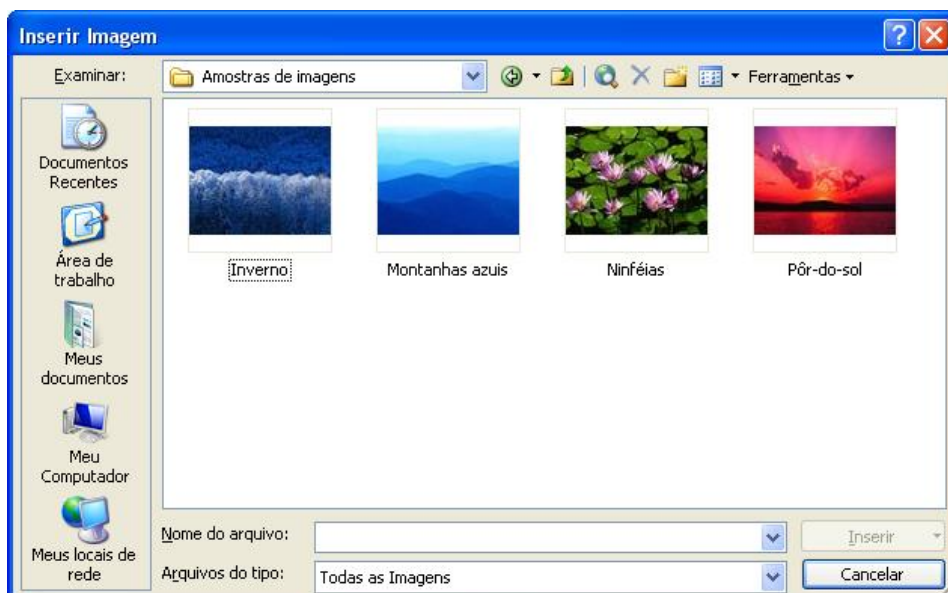 Inserir Imagem
Examinar:
Amostras de imagens
Ferramentas
Documentos
Recentes
Área de
trabalho
Meus
documentos
Meu
Computador
Meus locais de
rede
Inverno
Montanhas azuis
Ninféias
Pôr-do-sol
Nome do arquivo:
Inserir
Arquivos do tipo:
Todas as Imagens
Cancelar